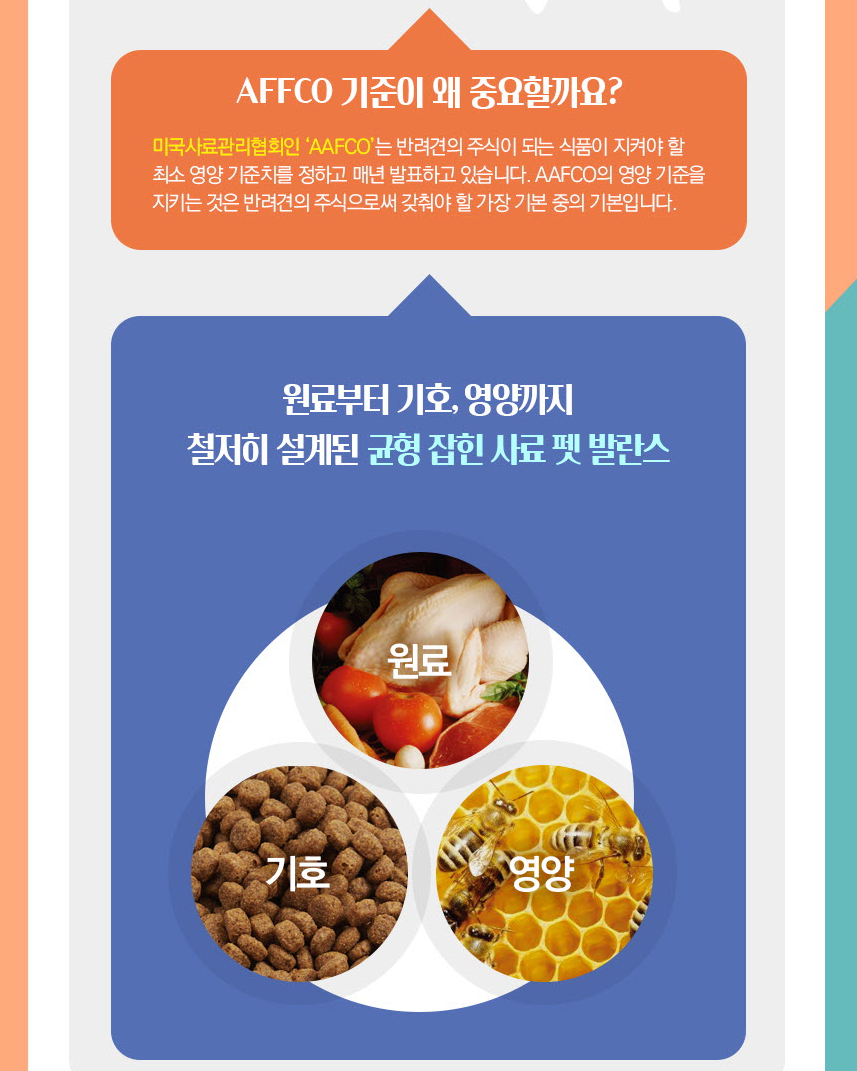 AFFCO 기준이 왜 중요할까요?
미국사료관리협회인 ‘AAFCO’는 반려견의 주식이 되는 식품이 지켜야 할
최소 영양 기준치를 정하고 매년 발표하고 있습니다. AAFCO의 영양 기준을
지키는 것은 반려견의 주식으로써 갖춰야 할 가장 기본 중의 기본입니다.
원료부터 기호, 영양까지
철저히 설계된 균형 잡힌 사료 펫 발란스
원료
기호
영양